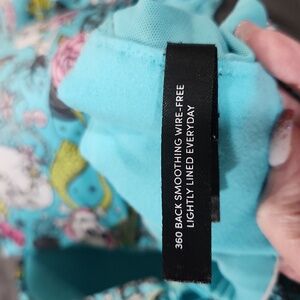 360 BACK SMOOTHING WIRE-FREE
LIGHTLY LINED EVERYDAY